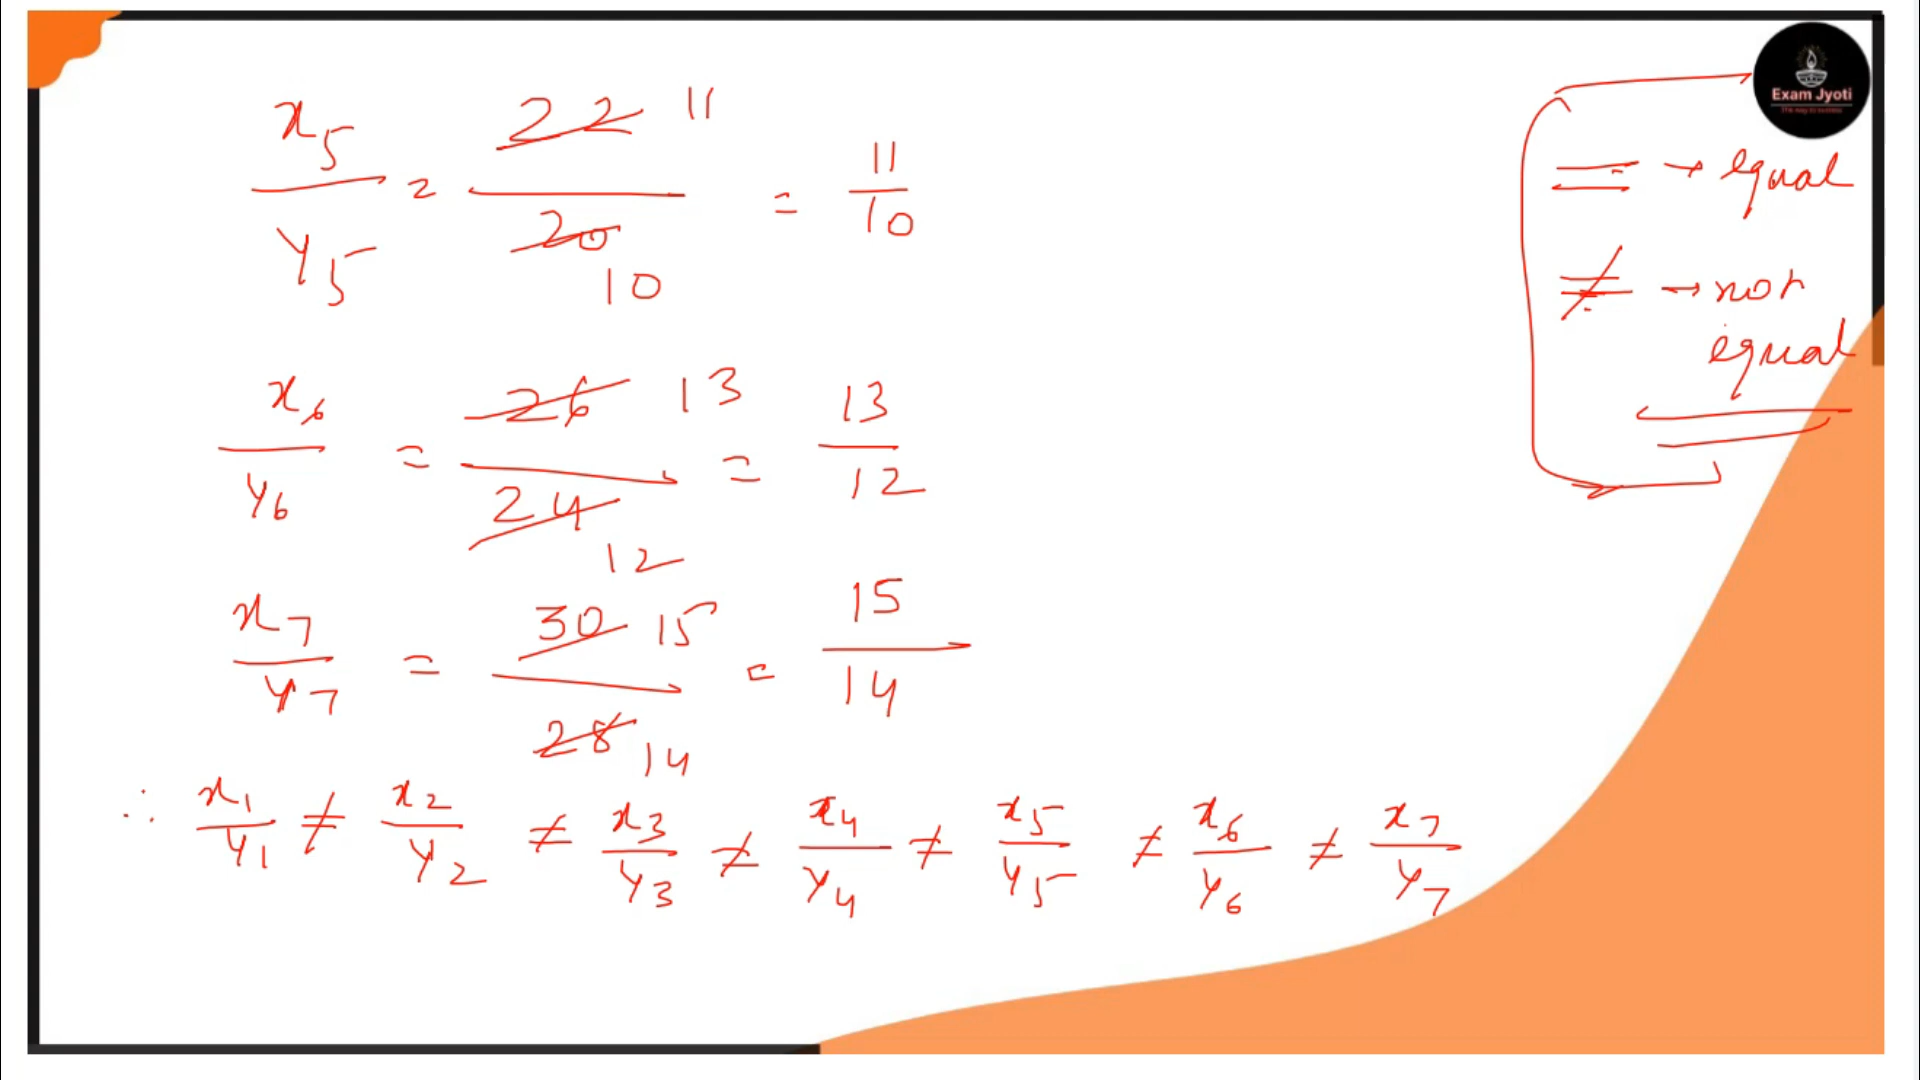 x5/y5 = 22/20 11 10 = 11/10
x6/y6 = 26/24 13 12 = 13/12
x7/y7 = 30/28 15 14 = 15/14
∴ x1/y1 ≠ x2/y2 ≠ x3/y3 ≠ x4/y4 ≠ x5/y5 ≠ x6/y6 ≠ x7/y7
Exam Jyoti
= → equal
≠ → not
equal